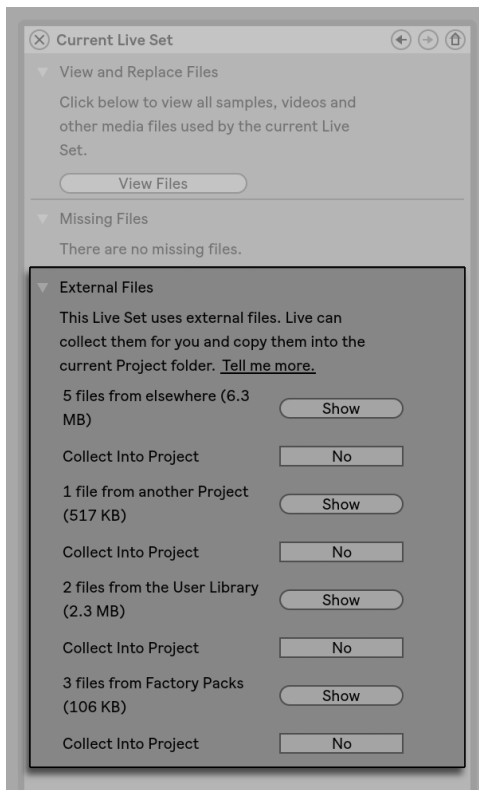 Current Live Set
View and Replace Files
Click below to view all samples, videos and
other media files used by the current Live
Set.
View Files
Missing Files
There are no missing files.
External Files
This Live Set uses external files. Live can
collect them for you and copy them into the
current Project folder. Tell me more.
5 files from elsewhere (6.3
MB)
Show
Collect Into Project
No
1 file from another Project
(517 KB)
Show
Collect Into Project
No
2 files from the User Library
(2.3 MB)
Show
Collect Into Project
No
3 files from Factory Packs
(106 KB)
Show
Collect Into Project
No